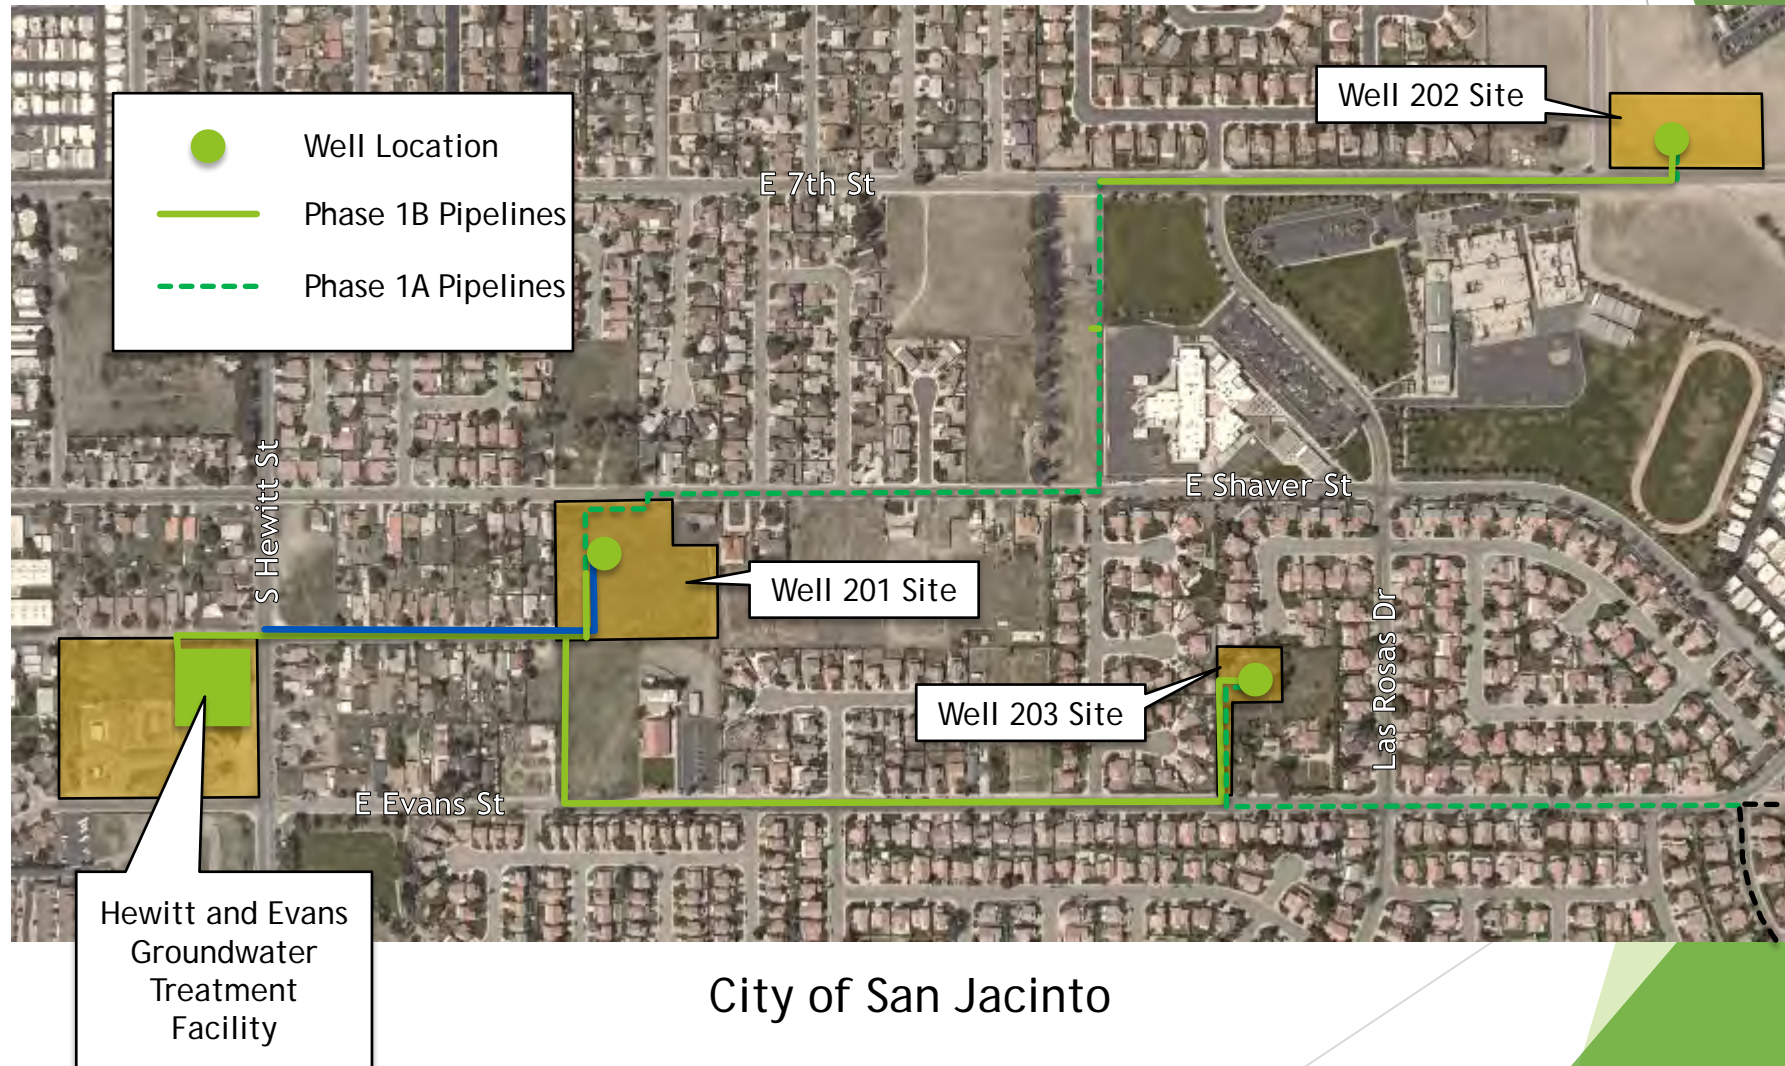 Well Location
Phase 1B Pipelines
Phase 1A Pipelines
Well 202 Site
E 7th St
E Shaver St
S Hewitt St
Well 201 Site
Las Rosas Dr
Well 203 Site
E Evans St
Hewitt and Evans
Groundwater
Treatment
Facility
City of San Jacinto